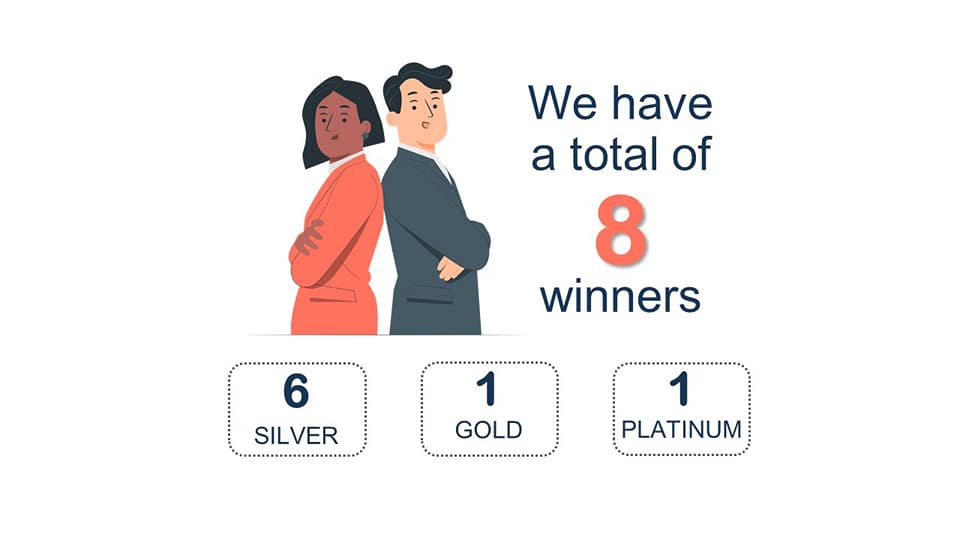 We have
a total of
8
winners
6
SILVER
1
GOLD
1
PLATINUM